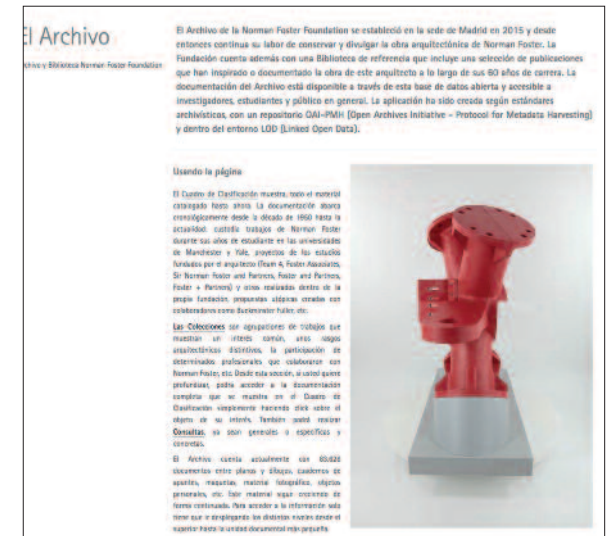 El Archivo
Archivo y Biblioteca Norman Foster Foundation
El Archivo de la Norman Foster Foundation se estableció en la sede de Madrid en 2015 y desde
entonces continua su labor de conservar y divulgar la obra arquitectónica de Norman Foster. La
Fundación cuenta además con una Biblioteca de referencia que incluye una selección de publicaciones
que han inspirado o documentado la obra de este arquitecto a lo largo de sus 60 años de carrera. La
documentación del Archivo está disponible a través de esta base de datos abierta y accesible a
investigadores, estudiantes y público en general. La aplicación ha sido creada según estándares
archivísticos, con un repositorio OAI-PMH (Open Archives Initiative – Protocol for Metadata Harvesting)
y dentro del entorno LOD (Linked Open Data).
Usando la página
El Cuadro de Clasificación muestra, todo el material
catalogado hasta ahora. La documentación abarca
cronológicamente desde la década de 1950 hasta la
actualidad: custodia trabajos de Norman Foster
durante sus años de estudiante en las universidades
de Manchester y Yale, proyectos de los estudios
fundados por el arquitecto (Team 4, Foster Associates,
Sir Norman Foster and Partners, Foster and Partners,
Foster + Partners) y otros realizados dentro de la
propia fundación, propuestas utópicas creadas con
colaboradores como Buckminster Fuller, etc.
Las Colecciones son agrupaciones de trabajos que
muestran un interés común, unos rasgos
arquitectónicos distintivos, la participación de
determinados profesionales que colaboraron con
Norman Foster, etc. Desde esta sección, si usted quiere
profundizar, podrá acceder a la documentación
completa que se muestra en el Cuadro de
Clasificación simplemente haciendo click sobre el
objeto de su interés. También podrá realizar
Consultas, ya sean generales o específicas y
concretas.
El Archivo cuenta actualmente con
documentos entre planos y dibujos, cuadernos de
apuntes, maquetas, material fotográfico, objetos
personales, etc. Este material sigue creciendo de
forma continuada. Para acceder a la información solo
tiene que ir desplegando los distintos niveles desde el
superior hasta la unidad documental más pequeña.